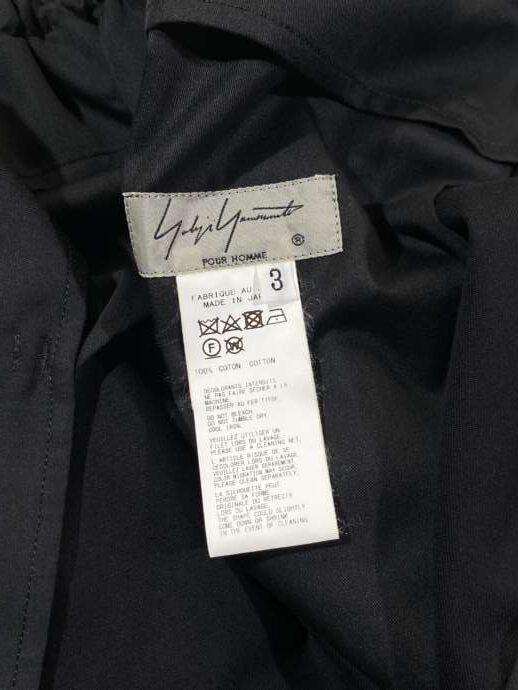 Yohji Yamamoto
®
POUR HOMME
3
FABRIQUE AU
MADE IN JAP
F W
100% COTON COTTON
DECOLORANTS INTERDITS
NE PAS FAIRE SÉCHER A LA
MACHINE.
REPASSER AU FER TIÉDE.
DO NOT BLEACH.
DO NOT TUMBLE DRY.
COOL IRON.
VEUILLEZ UTILISER UN
FILET LORS DU LAVAGE.
PLEASE USE A CLEANING NET.
L'ARTICLE RISQUE DE SE
DECOLORER LORS DU LAVAGE.
VEUILLEZ LAVER SEPAREMENT.
COLOR MIGRATION MAY OCCUR.
PLEASE CLEAN SEPARATELY.
LA SILHOUETTE PEUT
PERDRE SA FORME
ORIGINALE OU RETRECIR
LORS DU LAVAGE.
THE SHAPE COULD SLIGHTLY
COME DOWN OR SHRINK
IN THE EVENT OF CLEANING